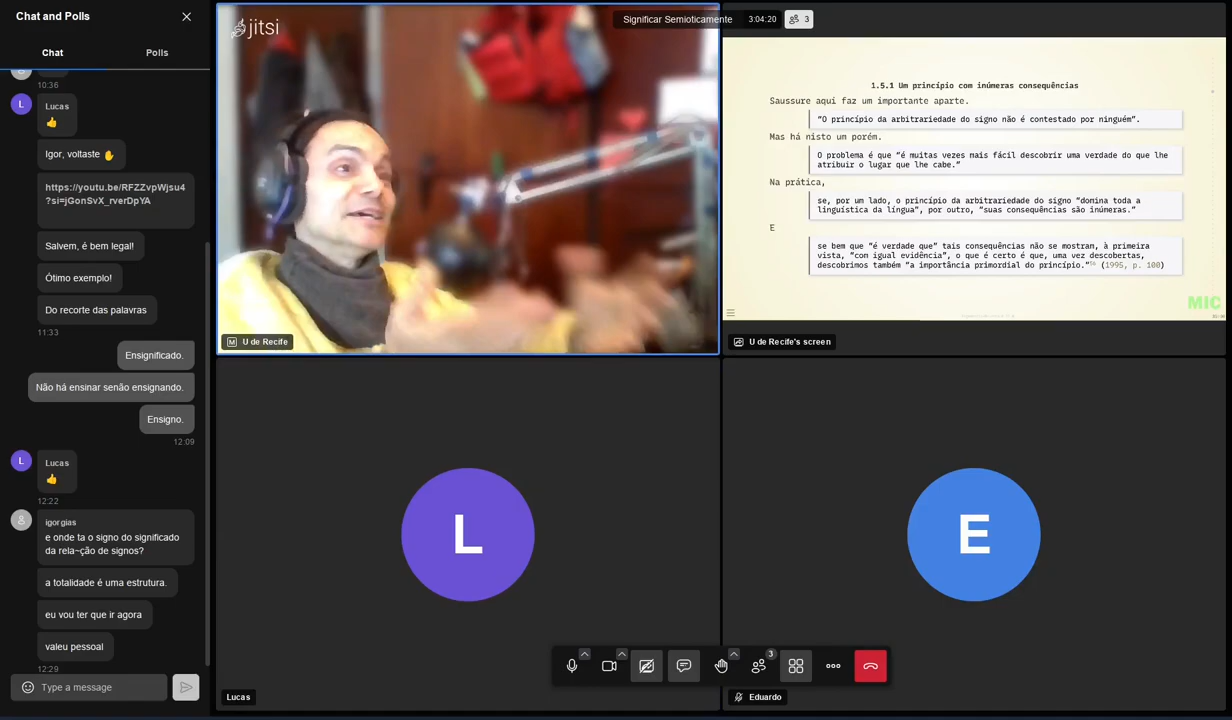 Chat and Polls
Chat
Polls
10:36
L
Lucas
Igor, voltaste
https://youtu.be/RFZZvpWjsu4
?si=jGonSvX_rverDpYA
Salvem, é bem legal!
Ótimo exemplo!
Do recorte das palavras
11:33
Ensignificado.
Não há ensinar senão ensignando.
Ensigno.
12:09
L
Lucas
12:22
igorgias
e onde ta o signo do significado
da rela~ção de signos?
a totalidade é uma estrutura.
eu vou ter que ir agora
valeu pessoal
12:29
Type a message
jitsi
Significar Semioticamente
3:04:20
3
M
U de Recife
1.5.1 Um princípio com inúmeras consequências
Saussure aqui faz um importante aparte.
"O princípio da arbitrariedade do signo não é contestado por ninguém".
Mas há nisto um porém.
O problema é que "é muitas vezes mais fácil descobrir uma verdade do que lhe
atribuir o lugar que lhe cabe."
Na prática,
se, por um lado, o princípio da arbitrariedade do signo "domina toda a
linguística da língua", por outro, "suas consequências são inúmeras."
E
se bem que "é verdade que" tais consequências não se mostram, à primeira
vista, "com igual evidência", o que é certo é que, uma vez descobertas,
descobrimos também "a importância primordial do princípio." (1995, p. 100)
MIC
U de Recife's screen
L
E
3
Lucas
Eduardo